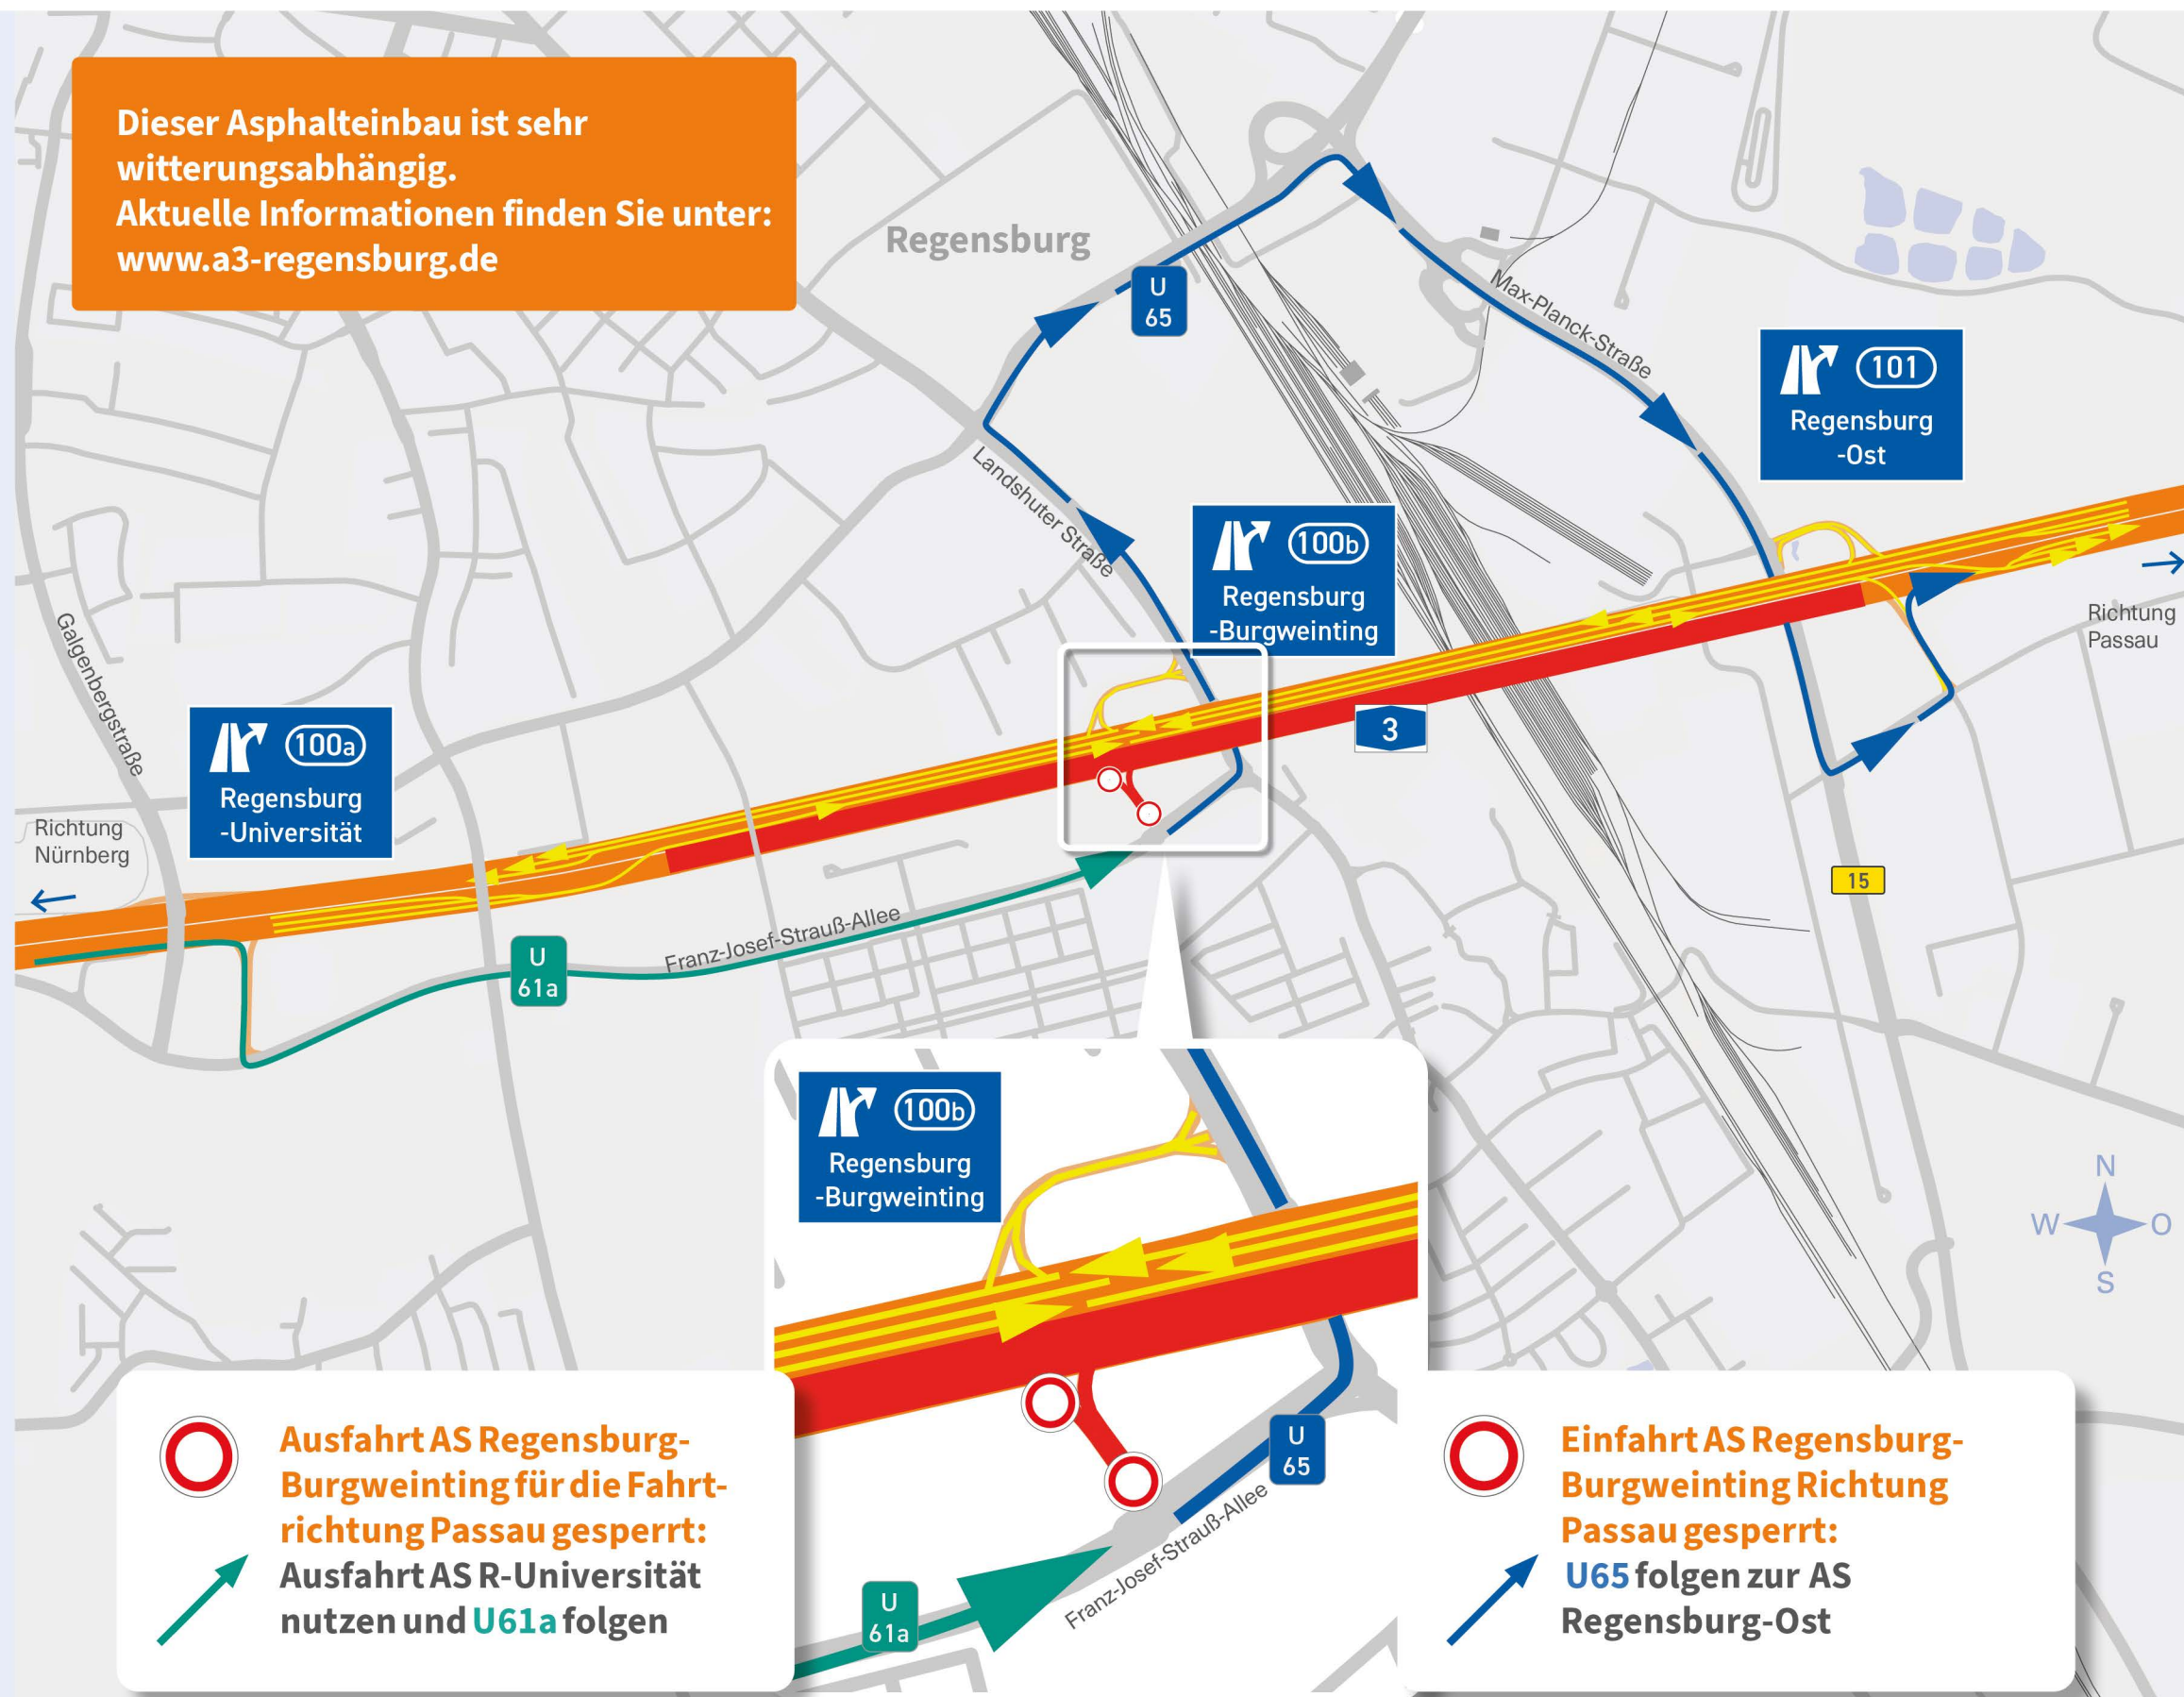 Dieser Asphalteinbau ist sehr
witterungsabhängig.
Aktuelle Informationen finden Sie unter:
www.a3-regensburg.de
Regensburg
U
65
Max-Planck-Straße
101
Regensburg
-Ost
Landshuter Straße
100b
Regensburg
-Burgweinting
Richtung
Passau
Galgenbergstraße
100a
Regensburg
-Universität
3
Richtung
Nürnberg
15
Franz-Josef-Strauß-Allee
U
61a
100b
Regensburg
-Burgweinting
N
W
O
S
U
65
Franz-Josef-Strauß-Allee
U
61a
Ausfahrt AS Regensburg-
Burgweinting für die Fahrt-
richtung Passau gesperrt:
Ausfahrt AS R-Universität
nutzen und U61a folgen
Einfahrt AS Regensburg-
Burgweinting Richtung
Passau gesperrt:
U65 folgen zur AS
Regensburg-Ost